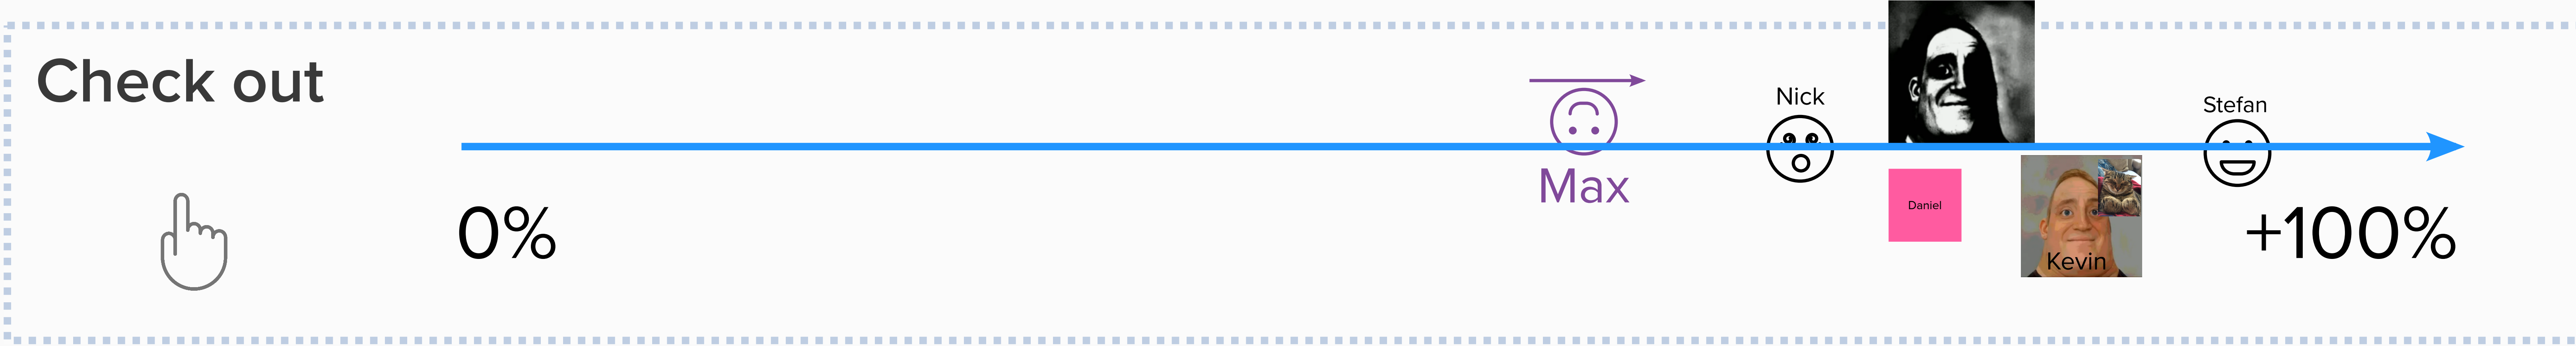 Check out
Nick
Stefan
Max
Daniel
Kevin
0%
+100%